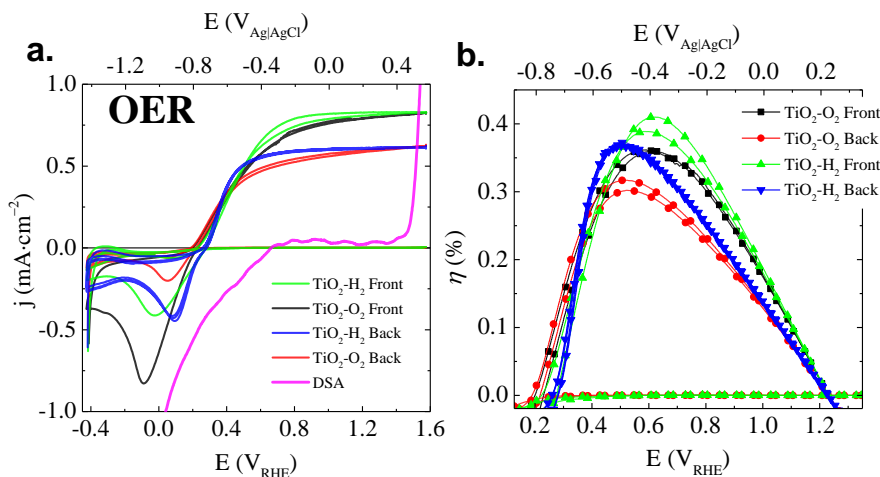 a.
E (V_Ag|AgCl)
-1.2 -0.8 -0.4 0.0 0.4
OER
j (mA·cm⁻²)
1.0
0.5
0.0
-0.5
-1.0
TiO₂-H₂ Front
TiO₂-O₂ Front
TiO₂-H₂ Back
TiO₂-O₂ Back
DSA
-0.4 0.0 0.4 0.8 1.2 1.6
E (V_RHE)
b.
E (V_Ag|AgCl)
-0.8 -0.6 -0.4 -0.2 0.0 0.2
η (%)
0.4
0.3
0.2
0.1
0.0
TiO₂-O₂ Front
TiO₂-O₂ Back
TiO₂-H₂ Front
TiO₂-H₂ Back
0.2 0.4 0.6 0.8 1.0 1.2
E (V_RHE)